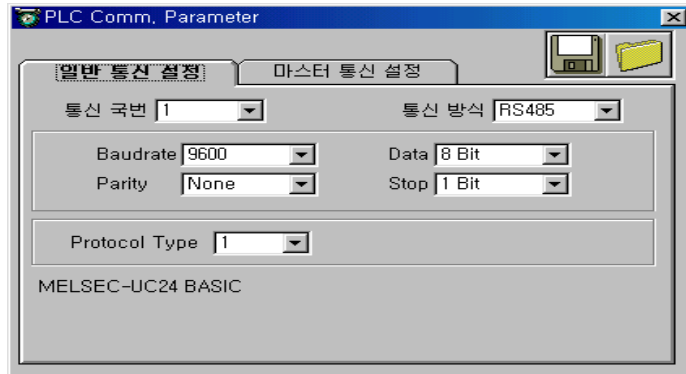 PLC Comm, Parameter
일반 통신 설정 마스터 통신 설정
통신 국번 1 통신 방식 RS485
Baudrate 9600 Data 8 Bit
Parity None Stop 1 Bit
Protocol Type 1
MELSEC-UC24 BASIC